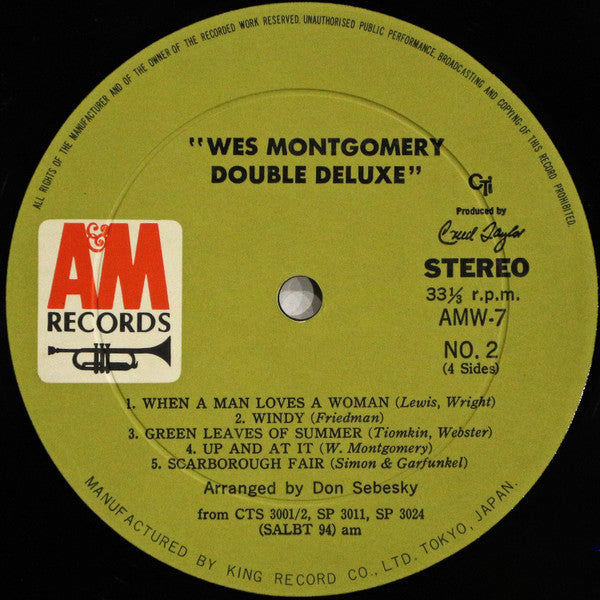 ALL RIGHTS OF THE MANUFACTURER AND OF THE OWNER OF THE RECORDED WORK RESERVED. UNAUTHORISED PUBLIC PERFORMANCE, BROADCASTING AND COPYING OF THIS RECORD PROHIBITED.
"WES MONTGOMERY
DOUBLE DELUXE"
CTi
Produced by
Creed Taylor
STEREO
33⅓ r.p.m.
AMW-7
NO. 2
(4 Sides)
A&M
RECORDS
1. WHEN A MAN LOVES A WOMAN (Lewis, Wright)
2. WINDY (Friedman)
3. GREEN LEAVES OF SUMMER (Tiomkin, Webster)
4. UP AND AT IT (W. Montgomery)
5. SCARBOROUGH FAIR (Simon & Garfunkel)
Arranged by Don Sebesky
from CTS 3001/2, SP 3011, SP 3024
(SALBT 94) am
MANUFACTURED BY KING RECORD CO., LTD. TOKYO, JAPAN.